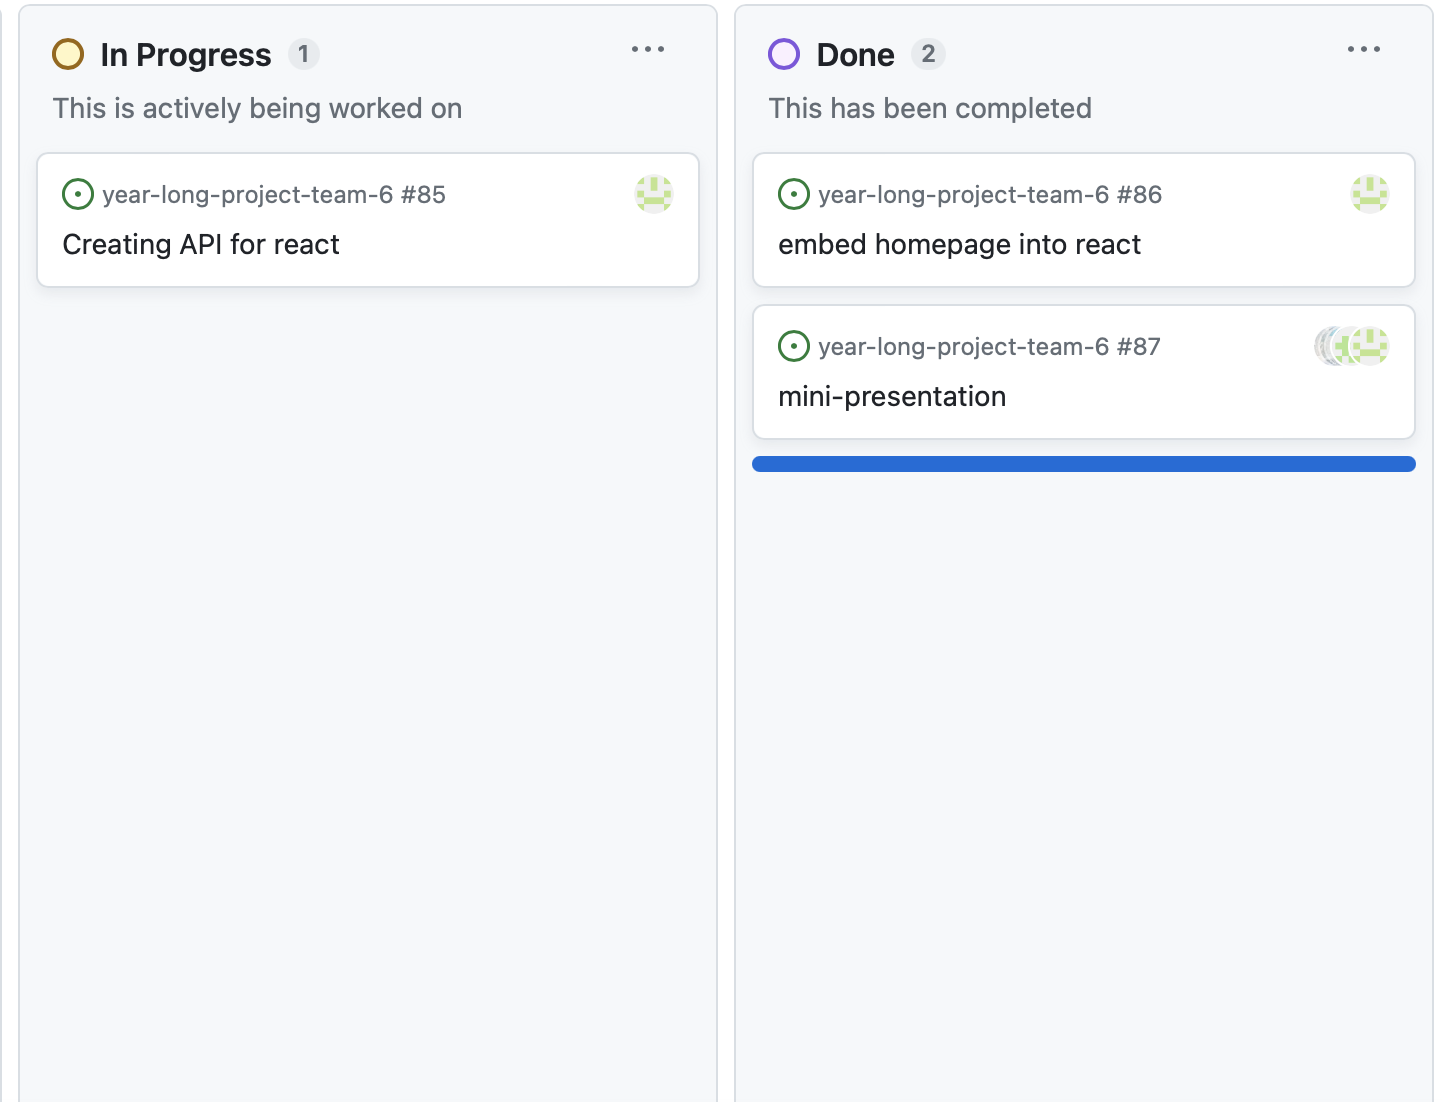 In Progress 1
This is actively being worked on
year-long-project-team-6 #85
Creating API for react
Done 2
This has been completed
year-long-project-team-6 #86
embed homepage into react
year-long-project-team-6 #87
mini-presentation